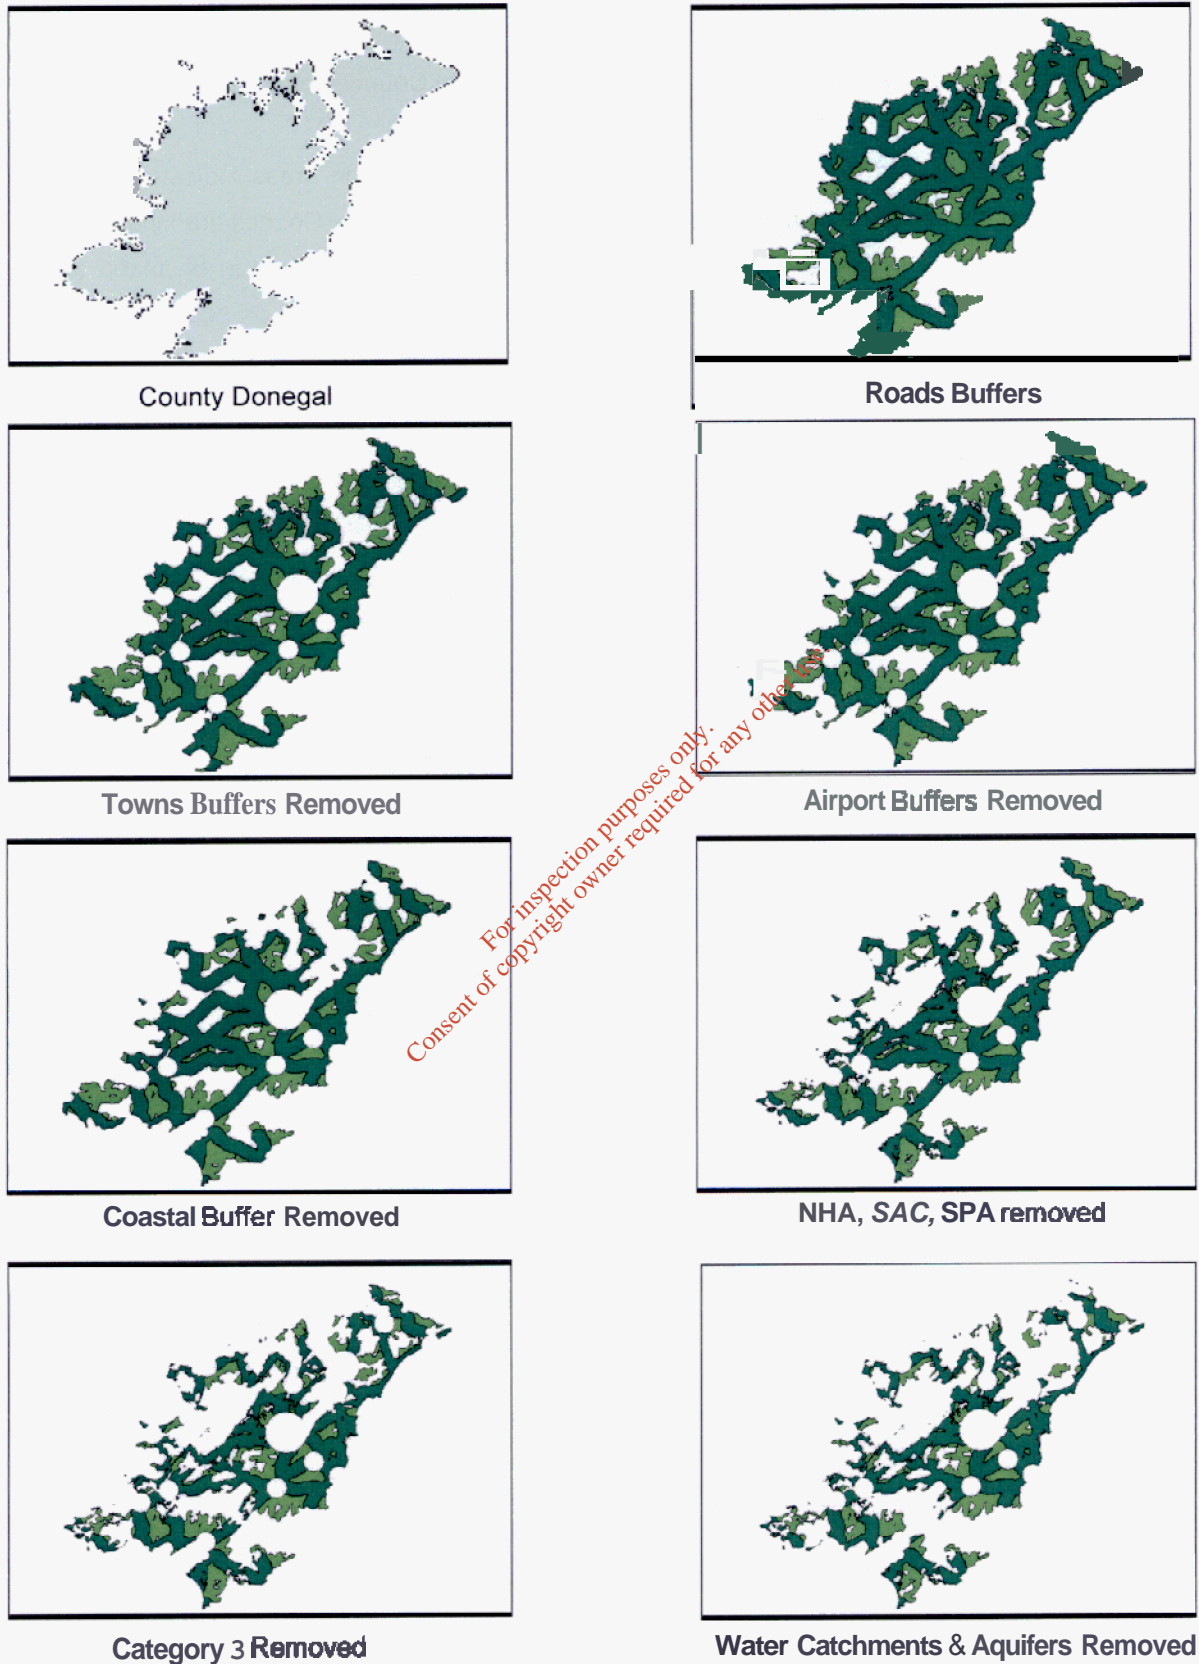 County Donegal
Roads Buffers
Towns Buffers Removed
Airport Buffers Removed
For inspection purposes only.
Consent of copyright owner required for any other use.
Coastal Buffer Removed
NHA, SAC, SPA removed
Category 3 Removed
Water Catchments & Aquifers Removed